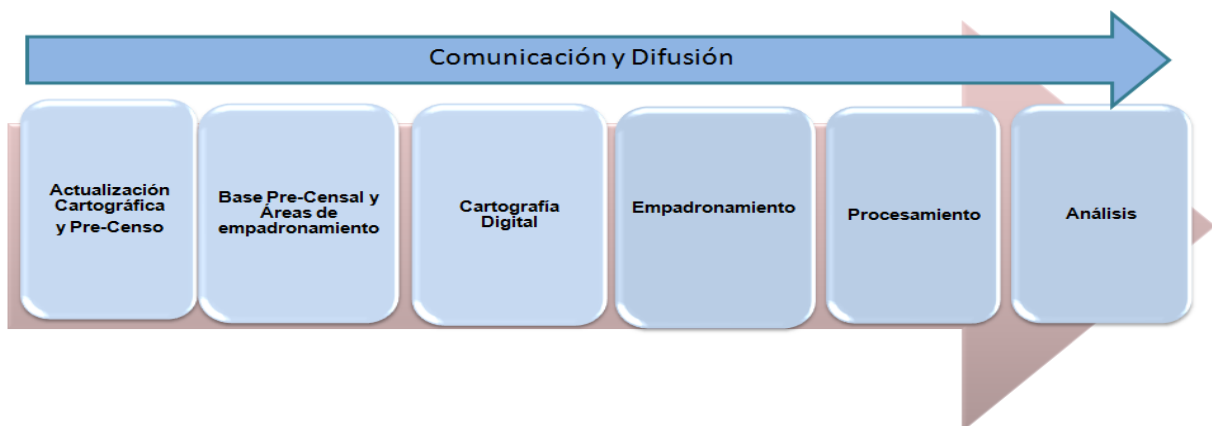 Comunicación y Difusión
Actualización
Cartográfica
y Pre-Censo
Base Pre-Censal y
Áreas de
empadronamiento
Cartografía
Digital
Empadronamiento
Procesamiento
Análisis